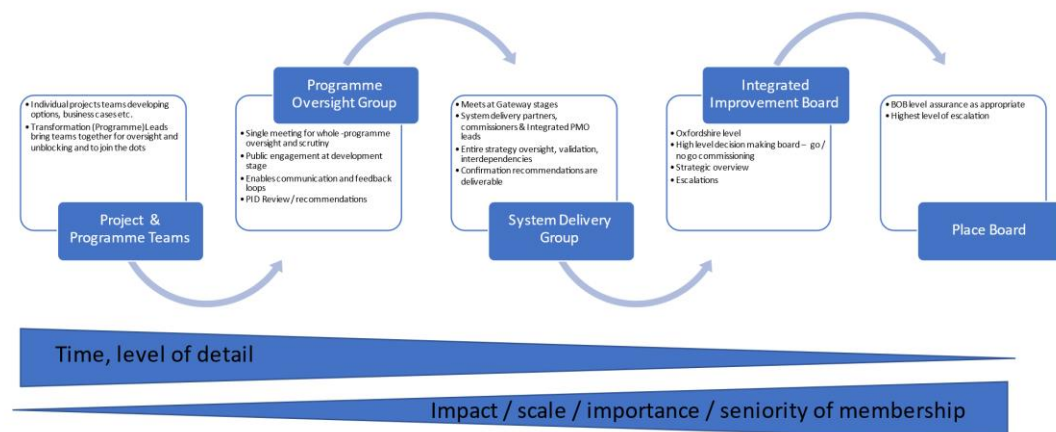 • Individual projects teams developing
options, business cases etc.
• Transformation (Programme)Leads
bring teams together for oversight and
unblocking and to join the dots
Project &
Programme Teams
Programme
Oversight Group
• Single meeting for whole -programme
oversight and scrutiny
• Public engagement at development
stage
• Enables communication and feedback
loops
• PID Review / recommendations
• Meets at Gateway stages
• System delivery partners,
commissioners & Integrated PMO
leads
• Entire strategy oversight, validation,
interdependencies
• Confirmation recommendations are
deliverable
System Delivery
Group
Integrated
Improvement Board
• Oxfordshire level
• High level decision making board – go /
no go commissioning
• Strategic overview
• Escalations
• BOB level assurance as appropriate
• Highest level of escalation
Place Board
Time, level of detail
Impact / scale / importance / seniority of membership